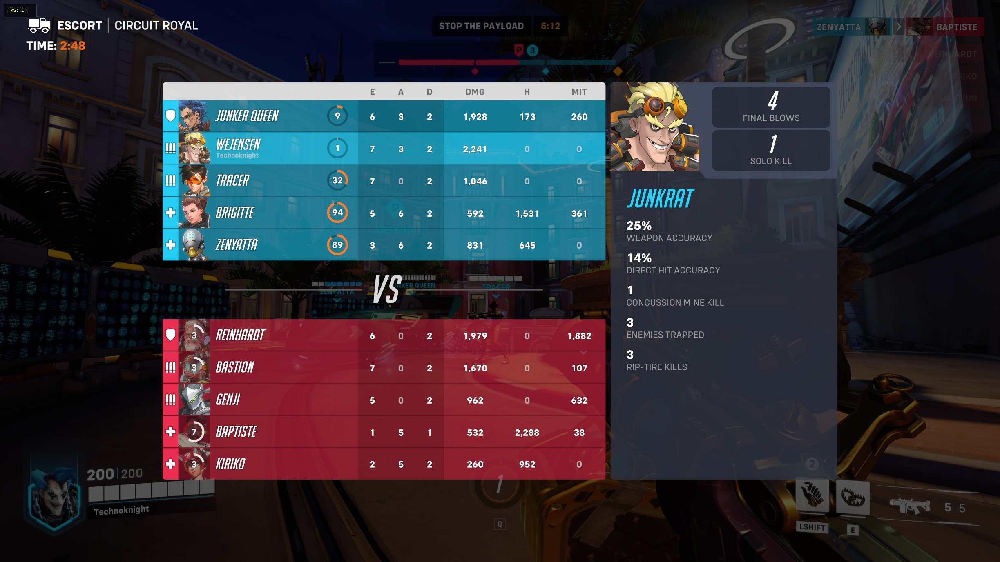 FPS: 34
ESCORT | CIRCUIT ROYAL
TIME: 2:48
STOP THE PAYLOAD 5:12
P 3
ZENYATTA BAPTISTE
REINHARDT
KIRIKO
BASTION
E A D DMG H MIT
JUNKER QUEEN 9 6 3 2 1,928 173 260
WEJENSEN 1 7 3 2 2,241 0 0
Technoknight
TRACER 32 7 0 2 1,046 0 0
BRIGITTE 94 5 6 2 592 1,531 361
ZENYATTA 89 3 6 2 831 645 0
P
DEFEND
VS
ZENYATTA
JUNKER QUEEN
TRACER
3 REINHARDT 6 0 2 1,979 0 1,882
3 BASTION 7 0 2 1,670 0 107
GENJI 5 0 2 962 0 632
7 BAPTISTE 1 5 1 532 2,288 38
3 KIRIKO 2 5 2 260 952 0
4
FINAL BLOWS
1
SOLO KILL
JUNKRAT
25%
WEAPON ACCURACY
14%
DIRECT HIT ACCURACY
1
CONCUSSION MINE KILL
3
ENEMIES TRAPPED
3
RIP-TIRE KILLS
200 | 200
Technoknight
1
Q
2
LSHIFT
E
5 | 5